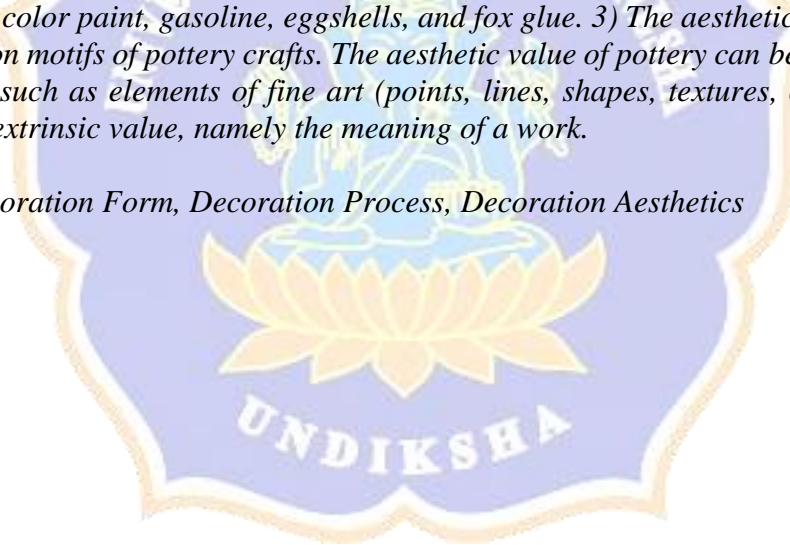 color paint, gasoline, eggshells, and fox glue. 3) The aesthetic
on motifs of pottery crafts. The aesthetic value of pottery can be
such as elements of fine art (points, lines, shapes, textures,
extrinsic value, namely the meaning of a work.
oration Form, Decoration Process, Decoration Aesthetics
UNDIKSHA